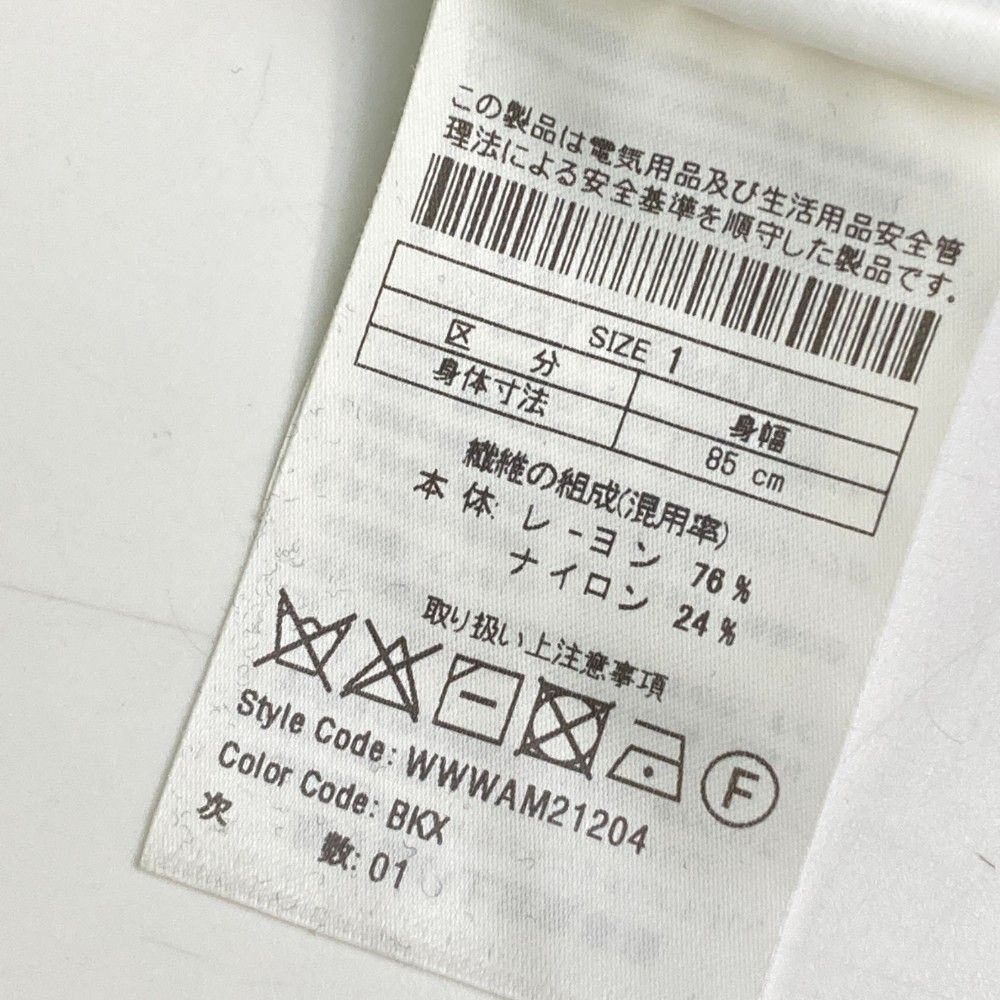 この製品は電気用品及び生活用品安全管
理法による安全基準を順守した製品です.
SIZE 1
区 分 身幅
身体寸法 85 cm
繊維の組成(混用率)
本 体: レ-ヨン 76 %
ナイロン 24 %
取り扱い上注意事項
F
Style Code: WWWAM21204
Color Code: BKX
次 数: 01